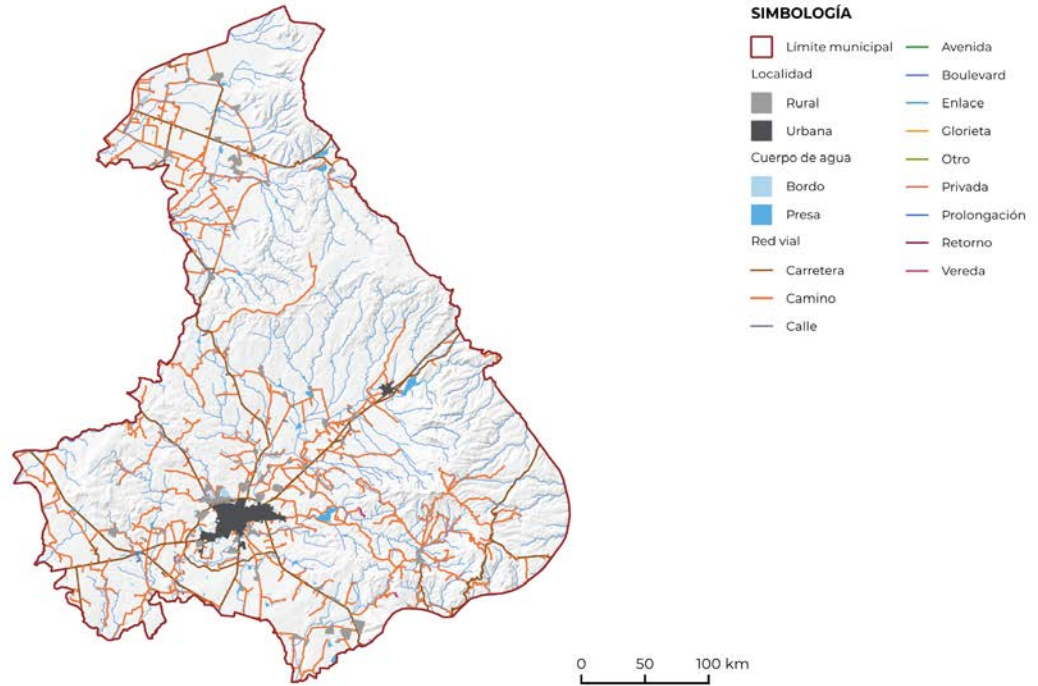 SIMBOLOGÍA
Límite municipal
Localidad
Rural
Urbana
Cuerpo de agua
Bordo
Presa
Red vial
Carretera
Camino
Calle
Avenida
Boulevard
Enlace
Glorieta
Otro
Privada
Prolongación
Retorno
Vereda
0 50 100 km